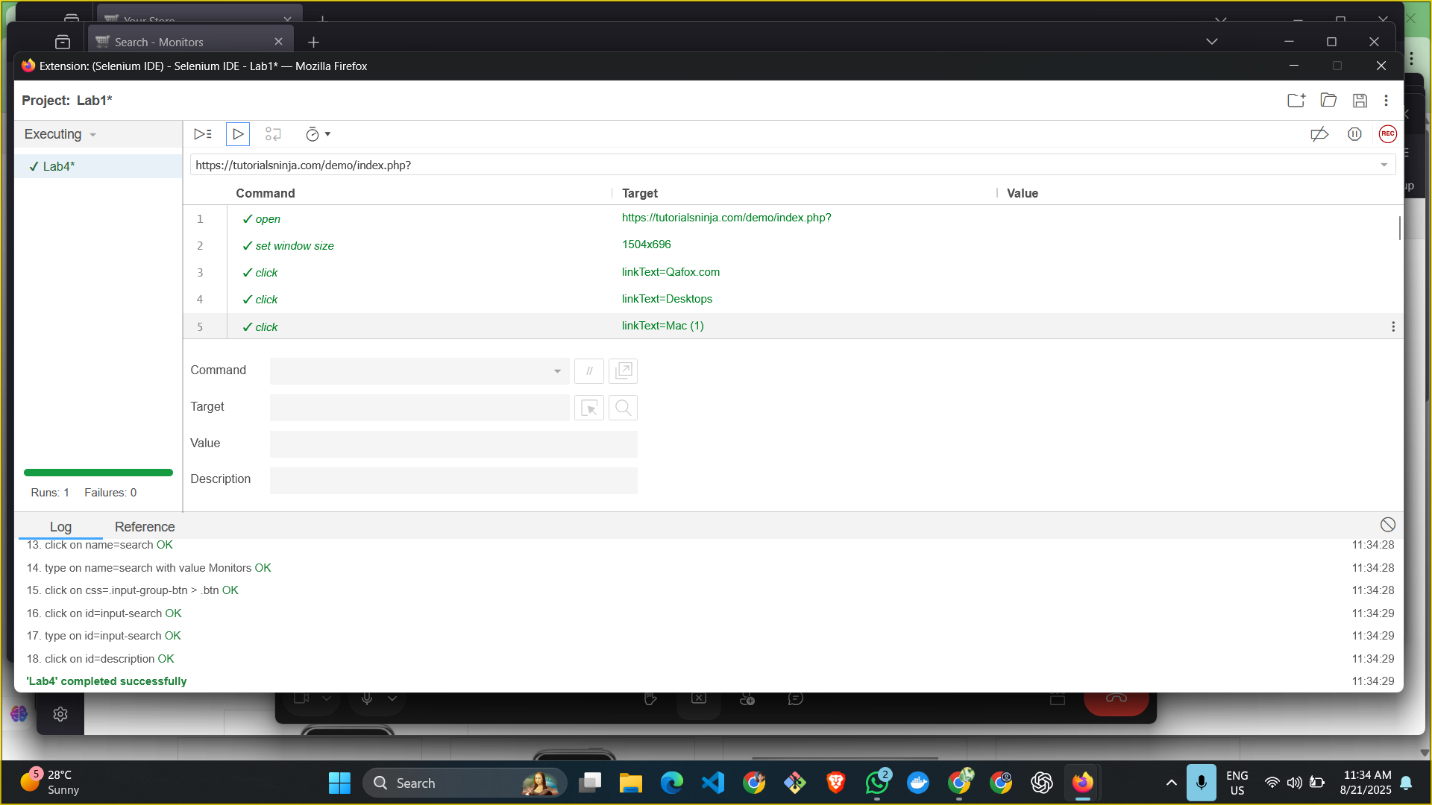 Your Store
Search - Monitors
Extension: (Selenium IDE) - Selenium IDE - Lab1* — Mozilla Firefox
Project: Lab1*
Executing
✓ Lab4*
REC
https://tutorialsninja.com/demo/index.php?
Command Target Value
1 ✓ open https://tutorialsninja.com/demo/index.php?
2 ✓ set window size 1504x696
3 ✓ click linkText=Qafox.com
4 ✓ click linkText=Desktops
5 ✓ click linkText=Mac (1)
Command //
Target
Value
Description
Runs: 1 Failures: 0
Log Reference
13. click on name=search OK 11:34:28
14. type on name=search with value Monitors OK 11:34:28
15. click on css=.input-group-btn > .btn OK 11:34:28
16. click on id=input-search OK 11:34:29
17. type on id=input-search OK 11:34:29
18. click on id=description OK 11:34:29
'Lab4' completed successfully 11:34:29
5 28°C
Sunny
Search
2
ENG
US
11:34 AM
8/21/2025